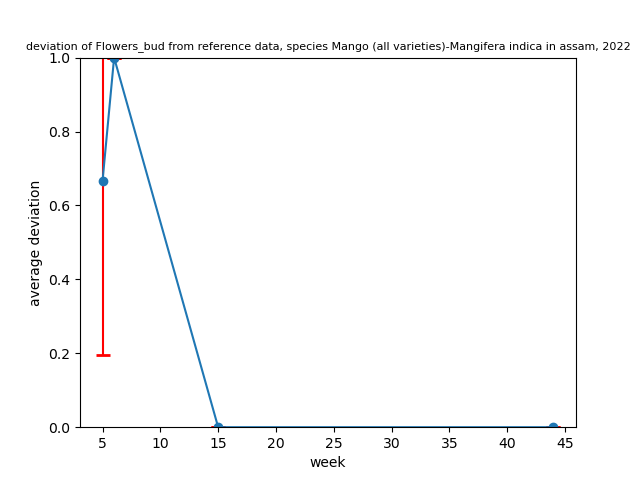 deviation of Flowers_bud from reference data, species Mango (all varieties)-Mangifera indica in assam, 2022
1.0
0.8
0.6
0.4
0.2
0.0
average deviation
5 10 15 20 25 30 35 40 45
week